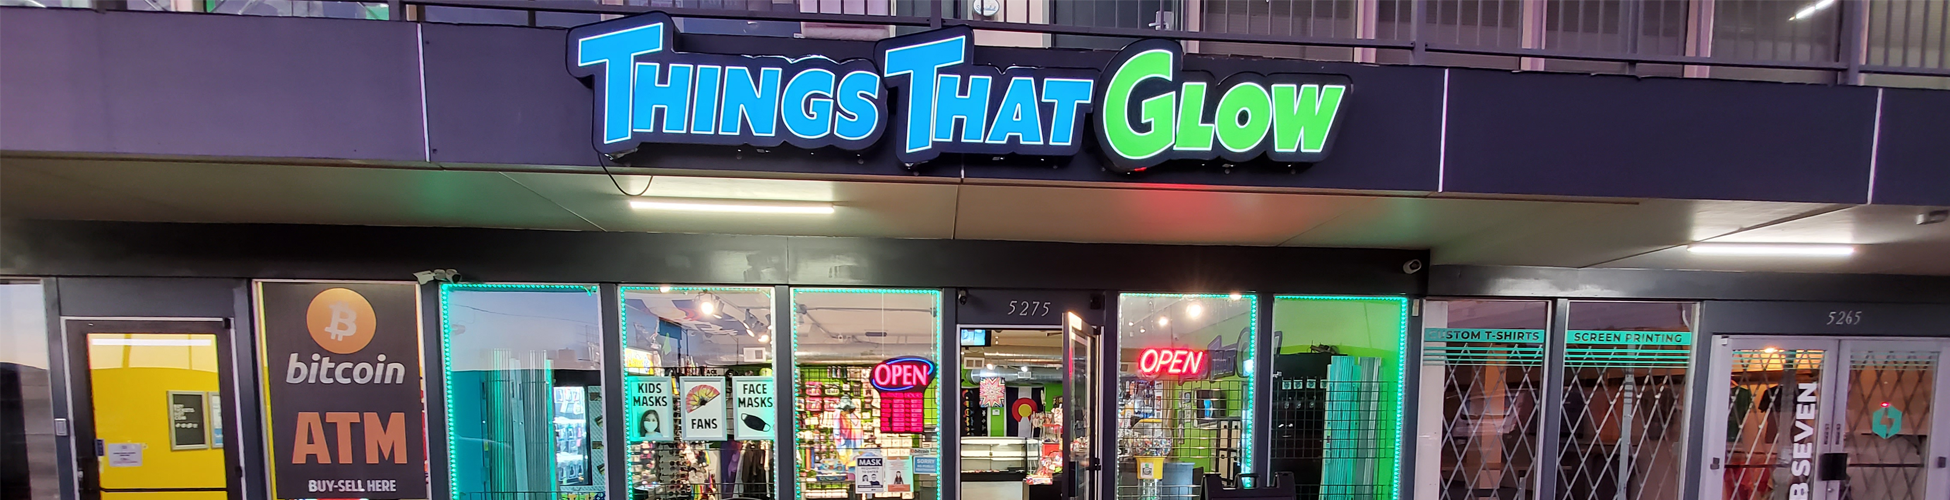 THINGS THAT GLOW
5275
5265
bitcoin
ATM
BUY-SELL HERE
KIDS
MASKS
FANS
FACE
MASKS
OPEN
MASK
OPEN
STOM T-SHIRTS
SCREEN PRINTING
BSEVEN